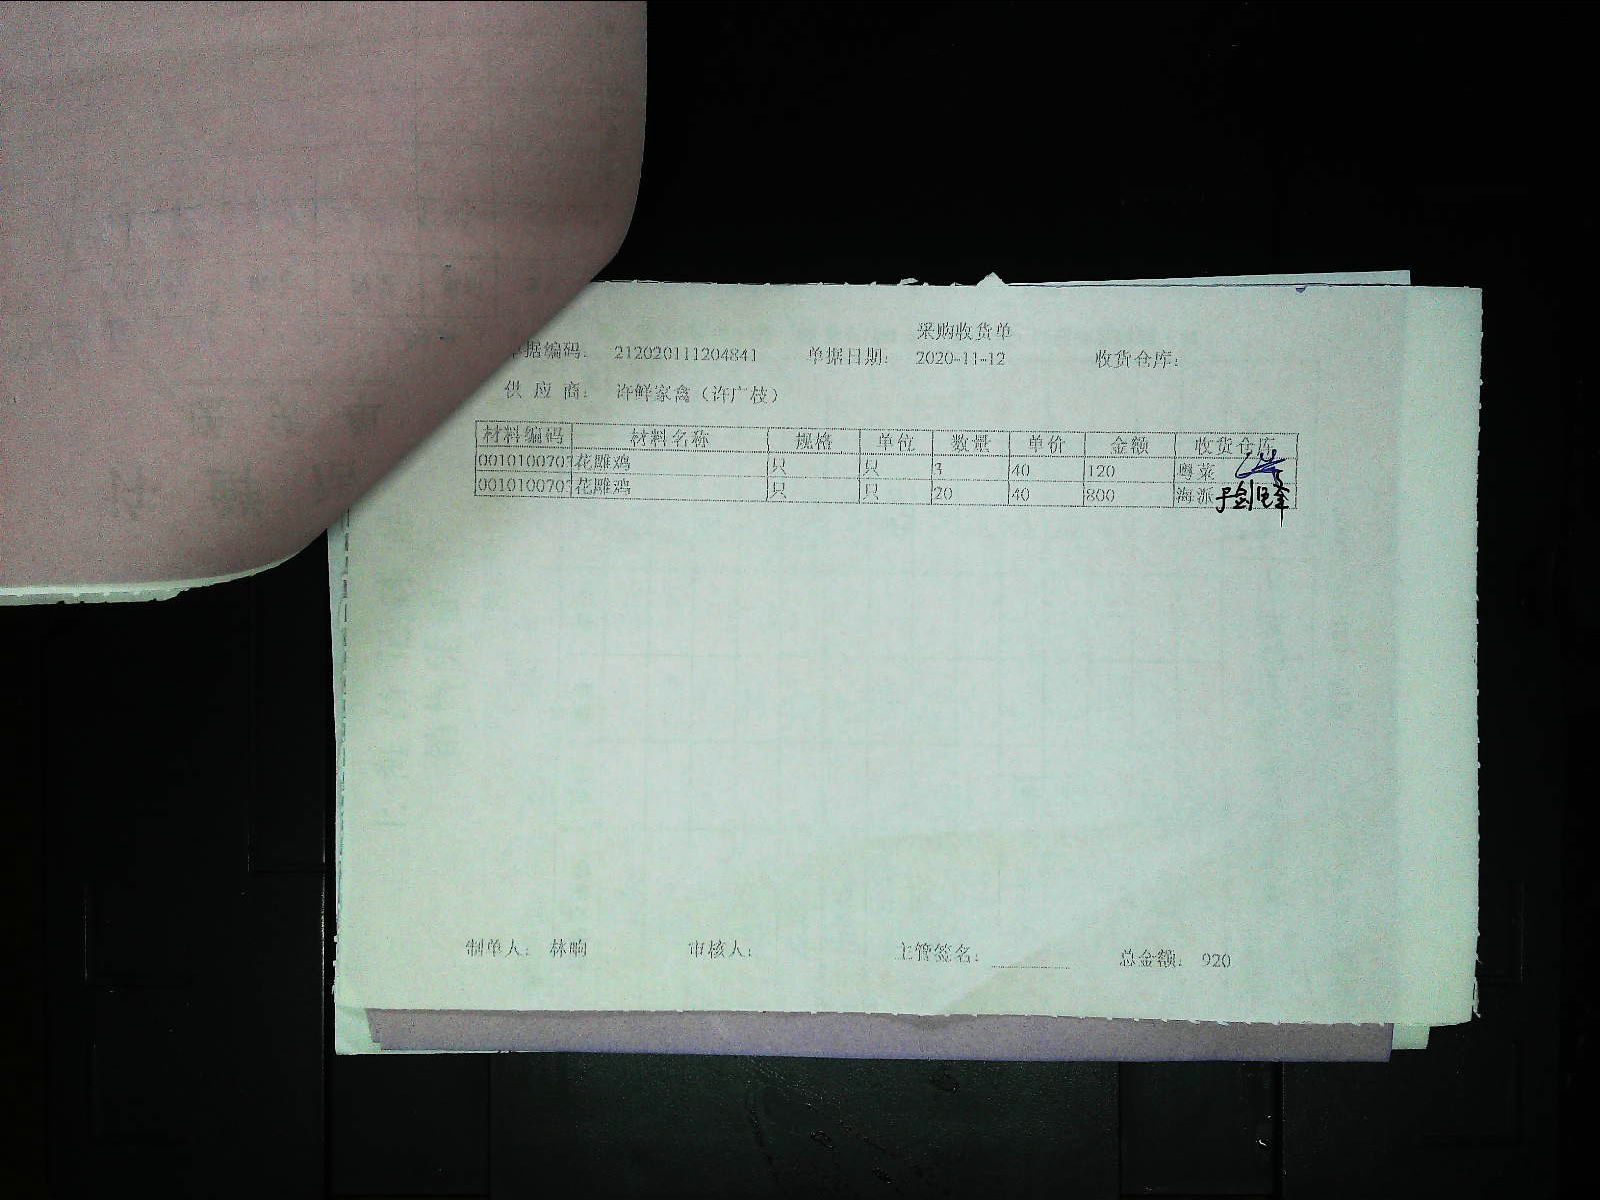 采购收货单
单据编码: 212020111204841 单据日期: 2020-11-12 收货仓库:
供 应 商: 许鲜家禽（许广枝）
材料编码 材料名称 规格 单位 数量 单价 金额 收货仓库
0010100707 花雕鸡 只 只 3 40 120 粤菜
0010100707 花雕鸡 只 只 20 40 800 海派
制单人: 林响 审核人: 主管签名: 总金额: 920